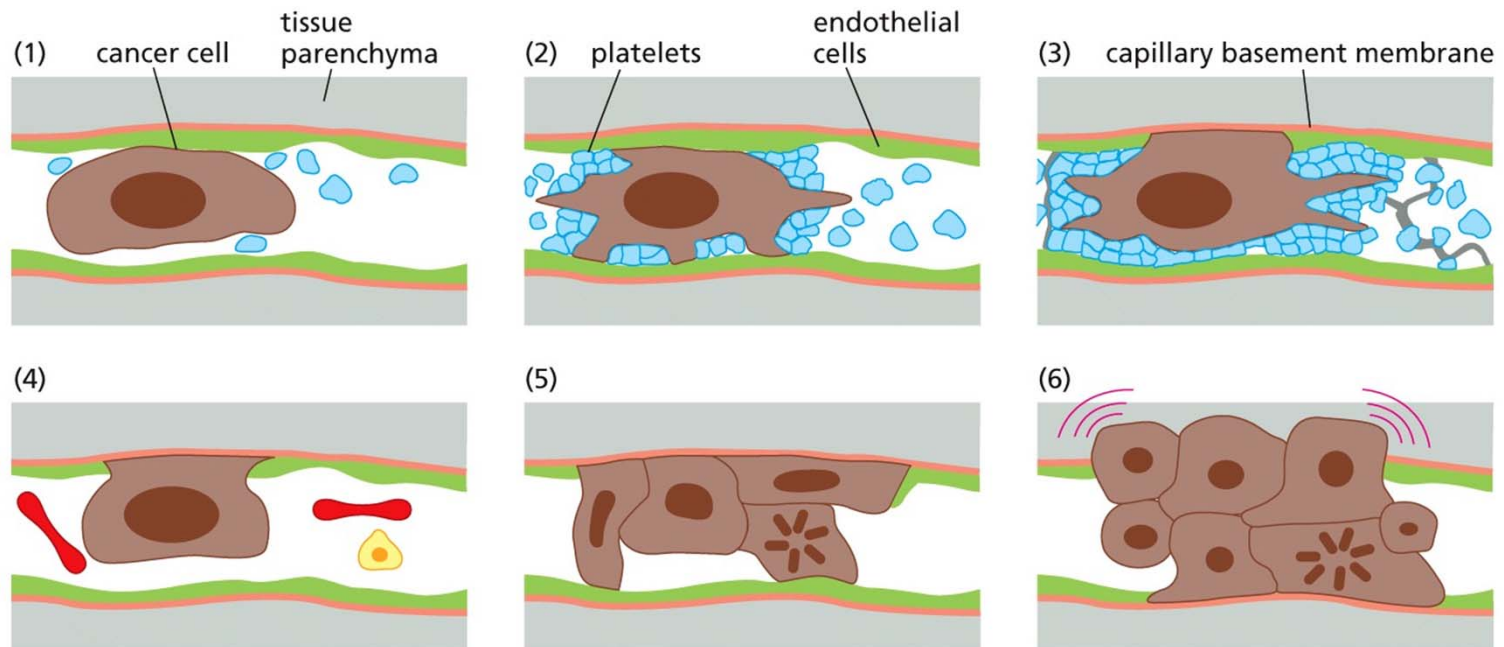 (1)
cancer cell
tissue
parenchyma
(2)
platelets
endothelial
cells
(3)
capillary basement membrane
(4)
(5)
(6)